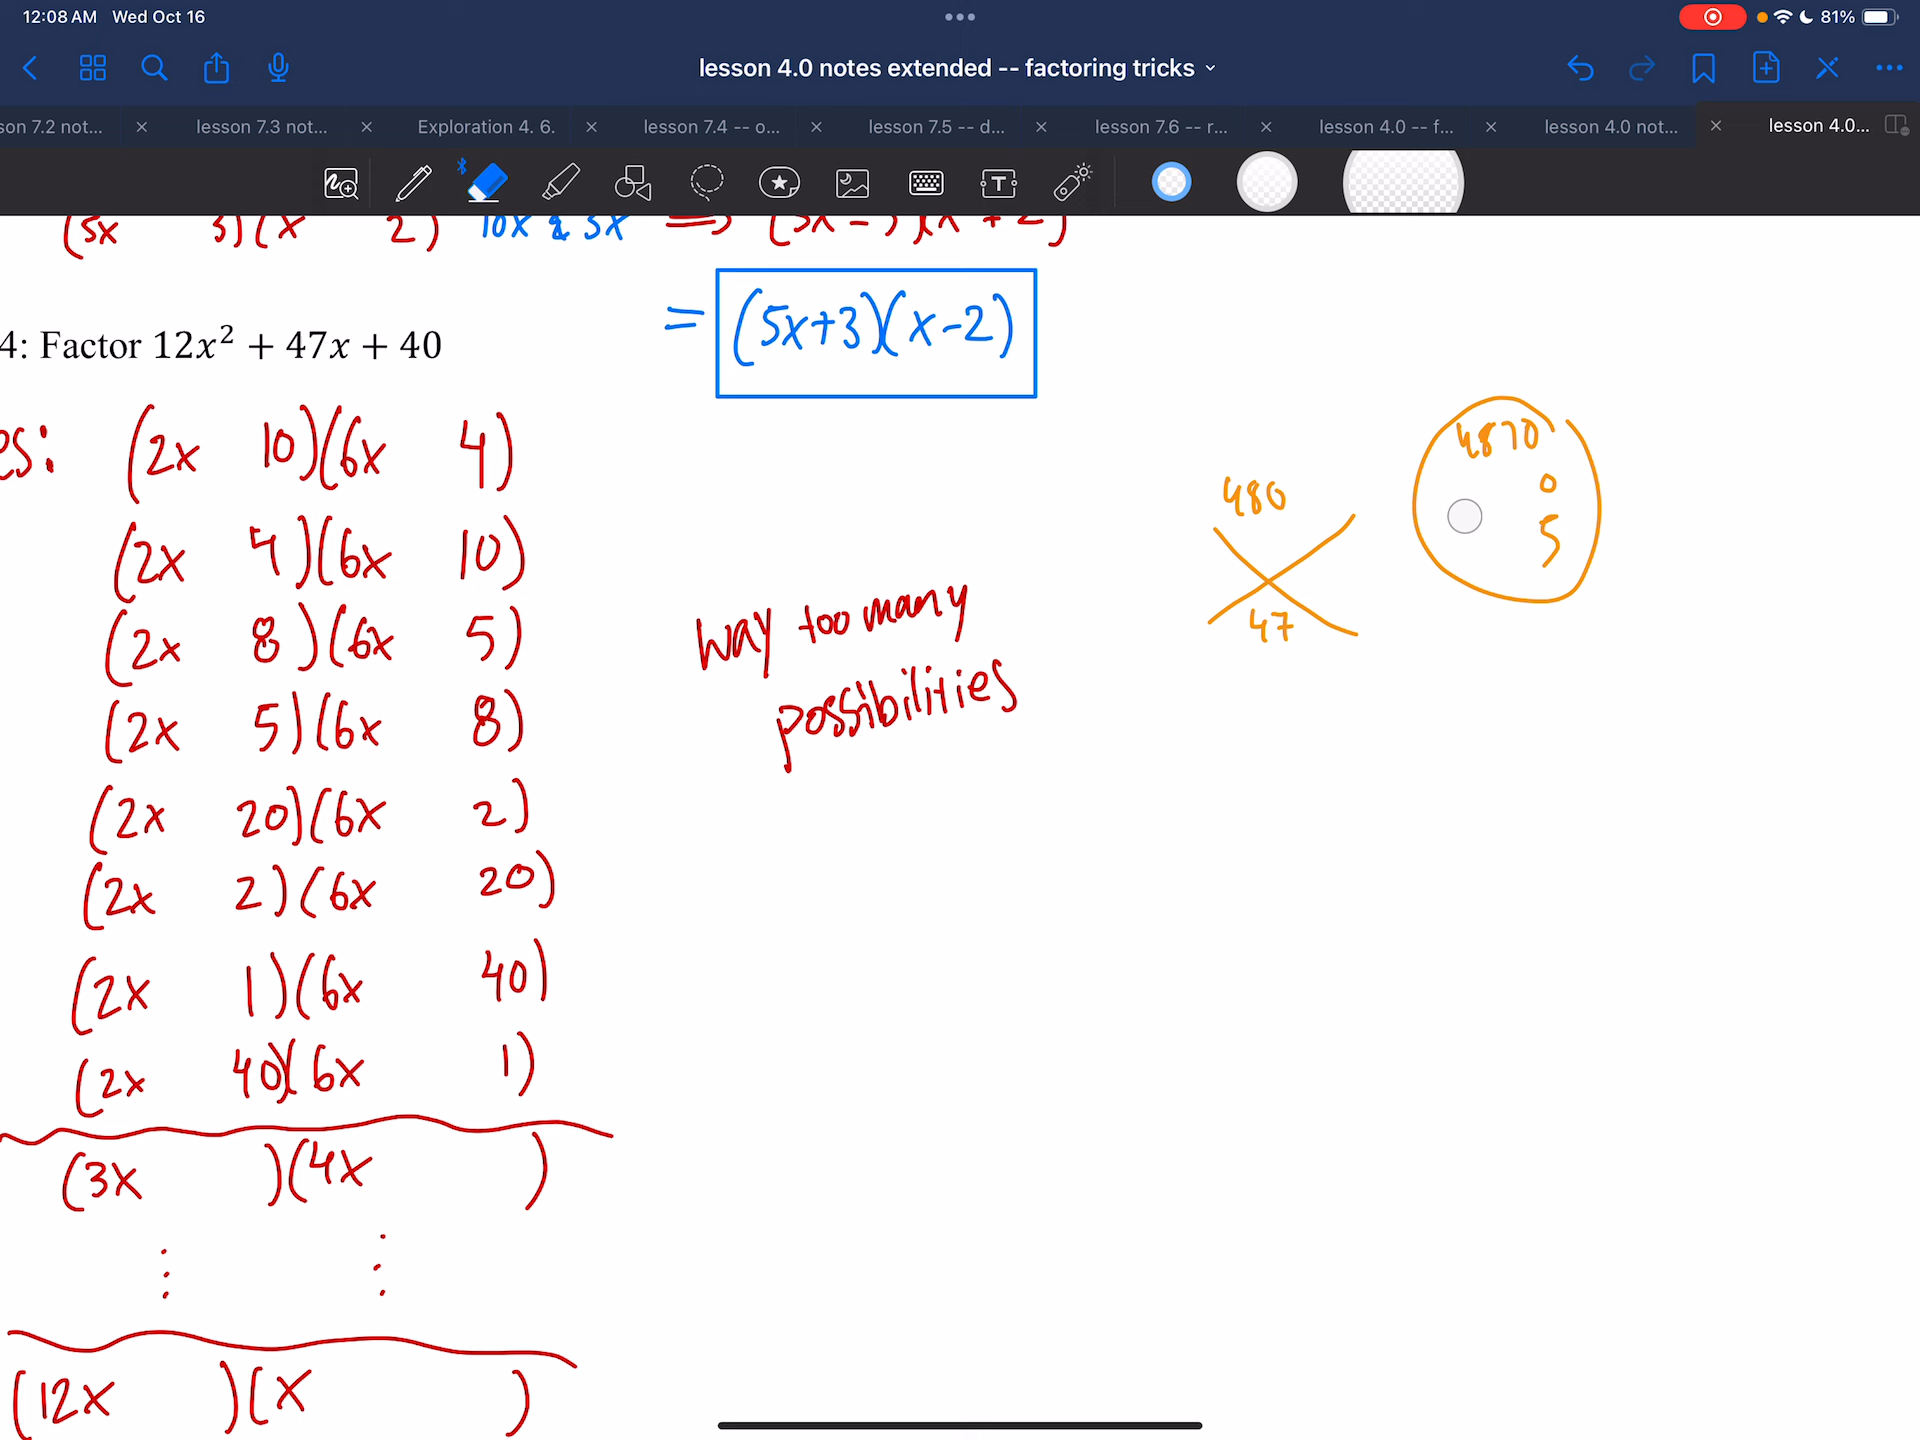 12:08 AM Wed Oct 16
81%
lesson 4.0 notes extended -- factoring tricks
son 7.2 not...
lesson 7.3 not...
Exploration 4. 6.
lesson 7.4 -- o...
lesson 7.5 -- d...
lesson 7.6 -- r...
lesson 4.0 -- f...
lesson 4.0 not...
lesson 4.0...
(5x 3)(x 2) 10x & 3x ⟹ (5x - 3)(x + 2)
= (5x+3)(x-2)
4: Factor 12x² + 47x + 40
es: (2x 10)(6x 4)
(2x 4)(6x 10)
(2x 8)(6x 5)
(2x 5)(6x 8)
(2x 20)(6x 2)
(2x 2)(6x 20)
(2x 1)(6x 40)
(2x 40)(6x 1)
(3x )(4x )
⋮ ⋮
(12x )(x )
way too many
possibilities
480
47
4870
0
5